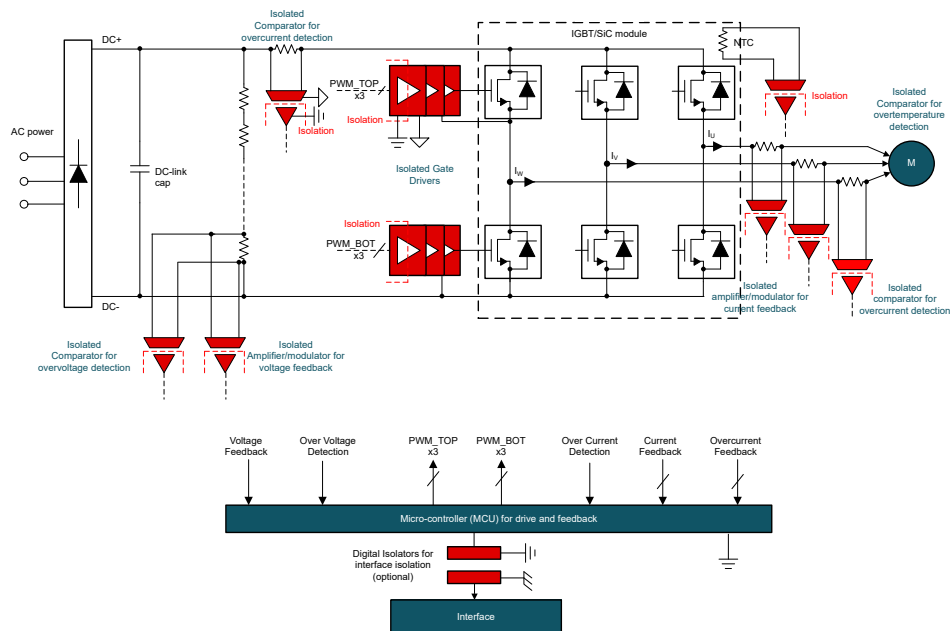 Isolated
Comparator for
overcurrent detection
DC+
IGBT/SiC module
NTC
PWM_TOP
x3
Isolation
Isolation
Isolation
Isolated
Comparator for
overtemperature
detection
AC power
DC-link
cap
Isolated Gate
Drivers
IU
IV
IW
M
Isolation
PWM_BOT
x3
DC-
Isolated
amplifier/modulator for
current feedback
Isolated
comparator for
overcurrent detection
Isolated
Comparator for
overvoltage detection
Isolated
Amplifier/modulator for
voltage feedback
Voltage
Feedback
Over Voltage
Detection
PWM_TOP
x3
PWM_BOT
x3
Over Current
Detection
Current
Feedback
Overcurrent
Feedback
Micro-controller (MCU) for drive and feedback
Digital Isolators for
interface isolation
(optional)
Interface